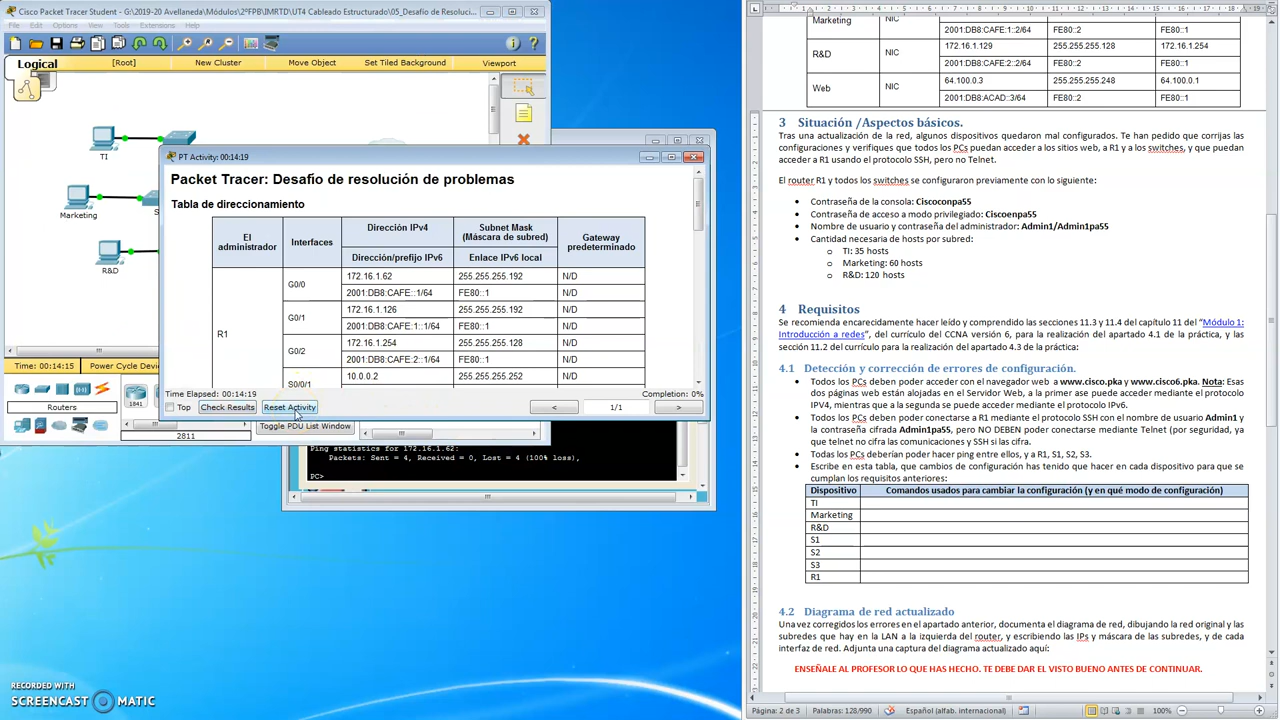 Cisco Packet Tracer Student - G:\2019-20 Avellaneda\Módulos\2ºFPB\IMRTD\UT4 Cableado Estructurado\05_Desafío de Resoluci...
File Edit Options View Tools Extensions Help
Logical [Root] New Cluster Move Object Set Tiled Background Viewport
TI
Marketing
R&D
PT Activity: 00:14:19
Packet Tracer: Desafío de resolución de problemas
Tabla de direccionamiento
El administrador Interfaces Dirección IPv4 Subnet Mask (Máscara de subred) Gateway predeterminado
Dirección/prefijo IPv6 Enlace IPv6 local
R1 G0/0 172.16.1.62 255.255.255.192 N/D
2001:DB8:CAFE::1/64 FE80::1 N/D
G0/1 172.16.1.126 255.255.255.192 N/D
2001:DB8:CAFE:1::1/64 FE80::1 N/D
G0/2 172.16.1.254 255.255.255.128 N/D
2001:DB8:CAFE:2::1/64 FE80::1 N/D
S0/0/1 10.0.0.2 255.255.255.252 N/D
Time Elapsed: 00:14:19 Completion: 0%
Top Check Results Reset Activity < 1/1 >
Time: 00:14:15 Power Cycle Devic
Routers
1841
2811
Toggle PDU List Window
Ping statistics for 172.16.1.62:
Packets: Sent = 4, Received = 0, Lost = 4 (100% loss),
PC>
RECORDED WITH
SCREENCAST MATIC
Marketing NIC
2001:DB8:CAFE:1::2/64 FE80::2 FE80::1
R&D NIC 172.16.1.129 255.255.255.128 172.16.1.254
2001:DB8:CAFE:2::2/64 FE80::2 FE80::1
Web NIC 64.100.0.3 255.255.255.248 64.100.0.1
2001:DB8:ACAD::3/64 FE80::2 FE80::1
3 Situación /Aspectos básicos.
Tras una actualización de la red, algunos dispositivos quedaron mal configurados. Te han pedido que corrijas las
configuraciones y verifiques que todos los PCs puedan acceder a los sitios web, a R1 y a los switches, y que puedan
acceder a R1 usando el protocolo SSH, pero no Telnet.
El router R1 y todos los switches se configuraron previamente con lo siguiente:
• Contraseña de la consola: Ciscoconpa55
• Contraseña de acceso a modo privilegiado: Ciscoenpa55
• Nombre de usuario y contraseña del administrador: Admin1/Admin1pa55
• Cantidad necesaria de hosts por subred:
o TI: 35 hosts
o Marketing: 60 hosts
o R&D: 120 hosts
4 Requisitos
Se recomienda encarecidamente hacer leído y comprendido las secciones 11.3 y 11.4 del capítulo 11 del “Módulo 1:
Introducción a redes”, del currículo del CCNA versión 6, para la realización del apartado 4.1 de la práctica, y las
sección 11.2 del currículo para la realización del apartado 4.3 de la práctica:
4.1 Detección y corrección de errores de configuración.
• Todos los PCs deben poder acceder con el navegador web a www.cisco.pka y www.cisco6.pka. Nota: Esas
dos páginas web están alojadas en el Servidor Web, a la primer ase puede acceder mediante el protocolo
IPV4, mientras que a la segunda se puede acceder mediante el protocolo IPv6.
• Todos los PCs deben poder conectarse a R1 mediante el protocolo SSH con el nombre de usuario Admin1 y
la contraseña cifrada Admin1pa55, pero NO DEBEN poder conectarse mediante Telnet (por seguridad, ya
que telnet no cifra las comunicaciones y SSH si las cifra.
• Todas los PCs deberían poder hacer ping entre ellos, y a R1, S1, S2, S3.
• Escribe en esta tabla, que cambios de configuración has tenido que hacer en cada dispositivo para que se
cumplan los requisitos anteriores:
Dispositivo Comandos usados para cambiar la configuración (y en qué modo de configuración)
TI
Marketing
R&D
S1
S2
S3
R1
4.2 Diagrama de red actualizado
Una vez corregidos los errores en el apartado anterior, documenta el diagrama de red, dibujando la red original y las
subredes que hay en la LAN a la izquierda del router, y escribiendo las IPs y máscara de las subredes, y de cada
interfaz de red. Adjunta una captura del diagrama actualizado aquí:
ENSEÑALE AL PROFESOR LO QUE HAS HECHO. TE DEBE DAR EL VISTO BUENO ANTES DE CONTINUAR.
Página: 2 de 3 Palabras: 128/990 Español (alfab. internacional) 100%